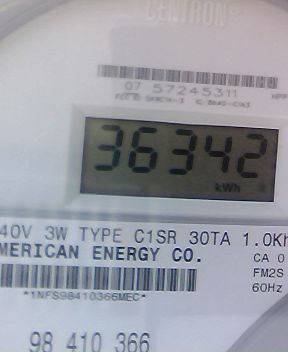 CENTRON®
07 57245311
36342
kWh
40V 3W TYPE C1SR 30TA 1.0Kh
MERICAN ENERGY CO. CA 0
FM2S
*1NFS98410366MEC* 60Hz
98 410 366